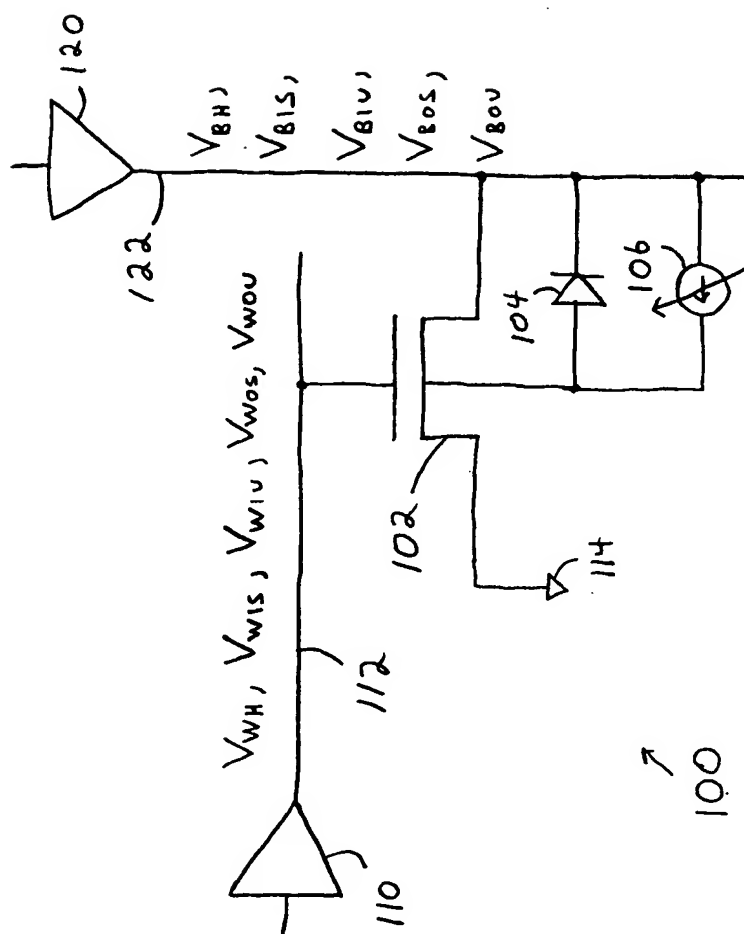 120
122
V_BH,
V_BIS,
V_BIU,
V_BOS,
V_BOU
V_WH, V_WIS, V_WIU, V_WOS, V_WOU
112
110
102
104
106
114
100